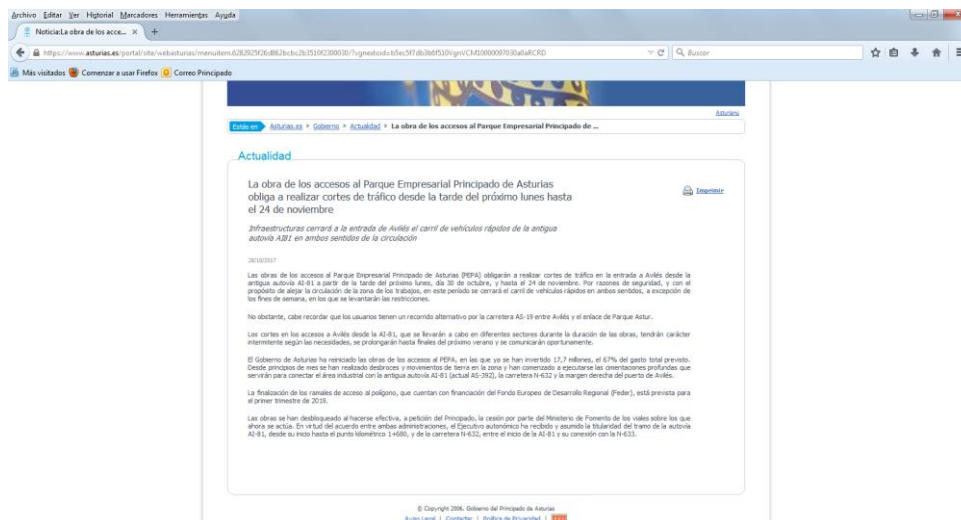 Archivo Editar Ver Historial Marcadores Herramientas Ayuda
Noticia:La obra de los acce... × +
https://www.asturias.es/portal/site/webasturias/menuitem. Buscar
Más visitados Comenzar a usar Firefox Correo Principado
Asturianu
Estás en Asturias.es Gobierno Actualidad La obra de los accesos al Parque Empresarial Principado de ...
Actualidad
La obra de los accesos al Parque Empresarial Principado de Asturias
obliga a realizar cortes de tráfico desde la tarde del próximo lunes hasta
el 24 de noviembre
Imprimir
Infraestructuras cerrará a la entrada de Avilés el carril de vehículos rápidos de la antigua
autovía AI81 en ambos sentidos de la circulación
28/10/2017
Las obras de los accesos al Parque Empresarial Principado de Asturias (PEPA) obligarán a realizar cortes de tráfico en la entrada a Avilés desde la
antigua autovía AI-81 a partir de la tarde del próximo lunes, día 30 de octubre, y hasta el 24 de noviembre. Por razones de seguridad, y con el
propósito de alejar la circulación de la zona de los trabajos, en este período se cerrará el carril de vehículos rápidos en ambos sentidos, a excepción de
los fines de semana, en los que se levantarán las restricciones.
No obstante, cabe recordar que los usuarios tienen un recorrido alternativo por la carretera AS-19 entre Avilés y el enlace de Parque Astur.
Los cortes en los accesos a Avilés desde la AI-81, que se llevarán a cabo en diferentes sectores durante la duración de las obras, tendrán carácter
intermitente según las necesidades, se prolongarán hasta finales del próximo verano y se comunicarán oportunamente.
El Gobierno de Asturias ha reiniciado las obras de los accesos al PEPA, en las que ya se han invertido 17,7 millones, el 67% del gasto total previsto.
Desde principios de mes se han realizado desbroces y movimientos de tierra en la zona y han comenzado a ejecutarse las cimentaciones profundas que
servirán para conectar el área industrial con la antigua autovía AI-81 (actual AS-392), la carretera N-632 y la margen derecha del puerto de Avilés.
La finalización de los ramales de acceso al polígono, que cuentan con financiación del Fondo Europeo de Desarrollo Regional (Feder), está prevista para
el primer trimestre de 2019.
Las obras se han desbloqueado al hacerse efectiva, a petición del Principado, la cesión por parte del Ministerio de Fomento de los viales sobre los que
ahora se actúa. En virtud del acuerdo entre ambas administraciones, el Ejecutivo autonómico ha recibido y asumido la titularidad del tramo de la autovía
AI-81, desde su inicio hasta el punto kilométrico 1+680, y de la carretera N-632, entre el inicio de la AI-81 y su conexión con la N-633.
© Copyright 2006. Gobierno del Principado de Asturias
Aviso Legal | Contactar | Política de Privacidad |